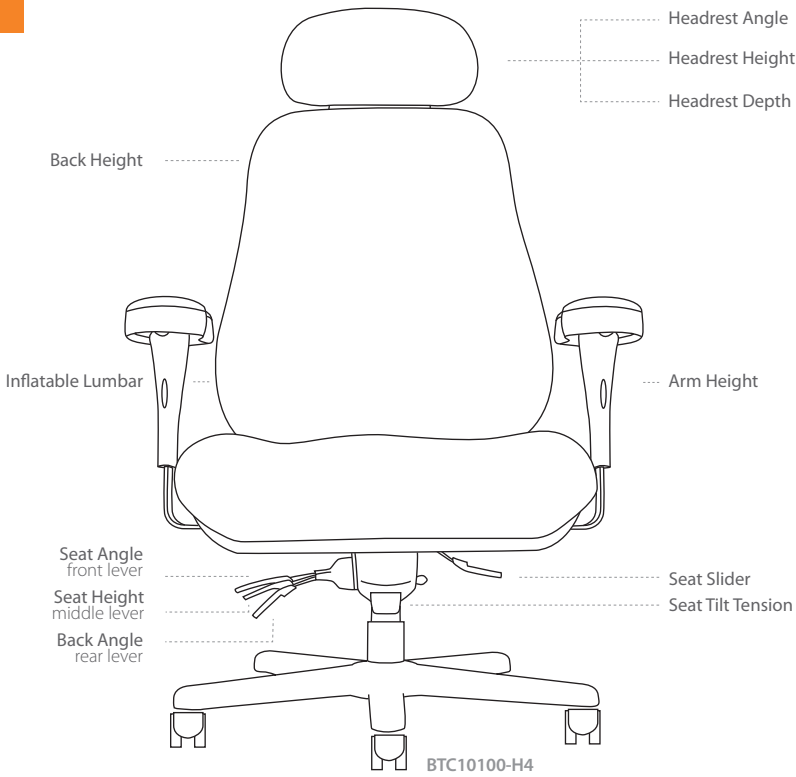 Headrest Angle
Headrest Height
Headrest Depth
Back Height
Inflatable Lumbar
Arm Height
Seat Angle
front lever
Seat Height
middle lever
Back Angle
rear lever
Seat Slider
Seat Tilt Tension
BTC10100-H4